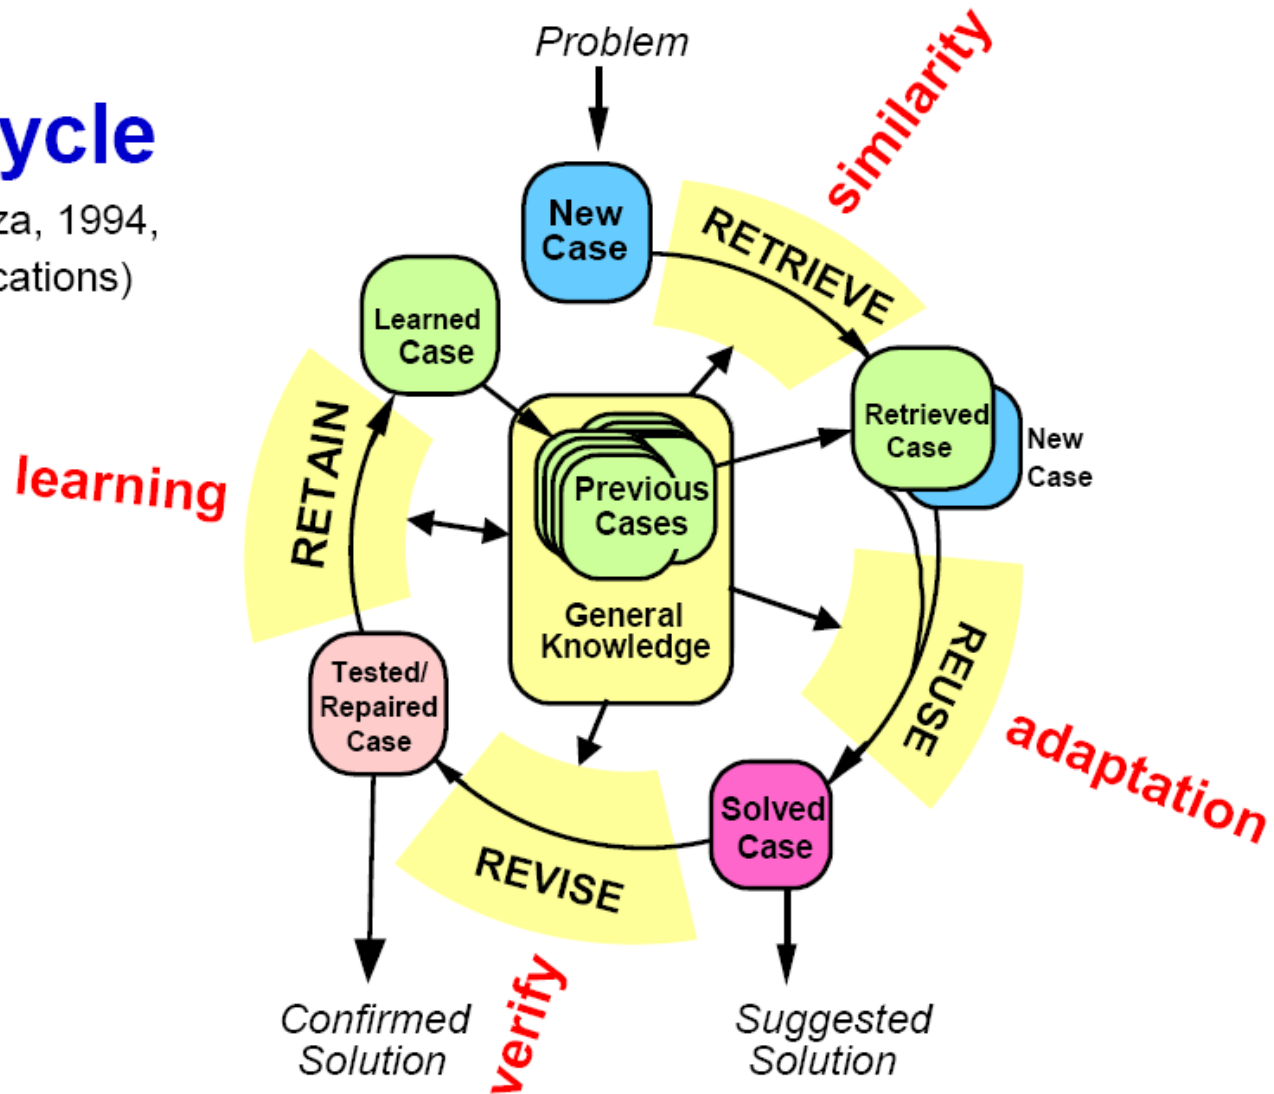 Problem
similarity
ycle
za, 1994,
cations)
New
Case
RETRIEVE
Learned
Case
Retrieved
Case
New
Case
RETAIN
learning
Previous
Cases
General
Knowledge
REUSE
adaptation
Tested/
Repaired
Case
Solved
Case
REVISE
verify
Confirmed
Solution
Suggested
Solution